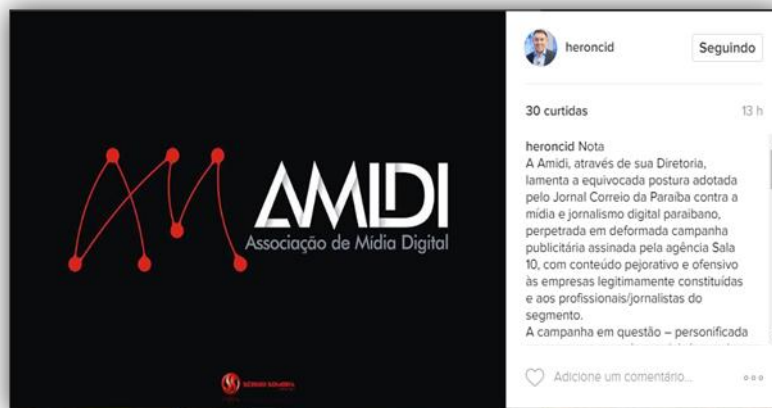 AMIDI
Associação de Mídia Digital
heroncid
Seguindo
30 curtidas
13 h
heroncid Nota
A Amidi, através de sua Diretoria,
lamenta a equivocada postura adotada
pelo Jornal Correio da Paraíba contra a
mídia e jornalismo digital paraibano,
perpetrada em deformada campanha
publicitária assinada pela agência Sala
10, com conteúdo pejorativo e ofensivo
às empresas legitimamente constituídas
e aos profissionais/jornalistas do
segmento.
A campanha em questão – personificada
Adicione um comentário...